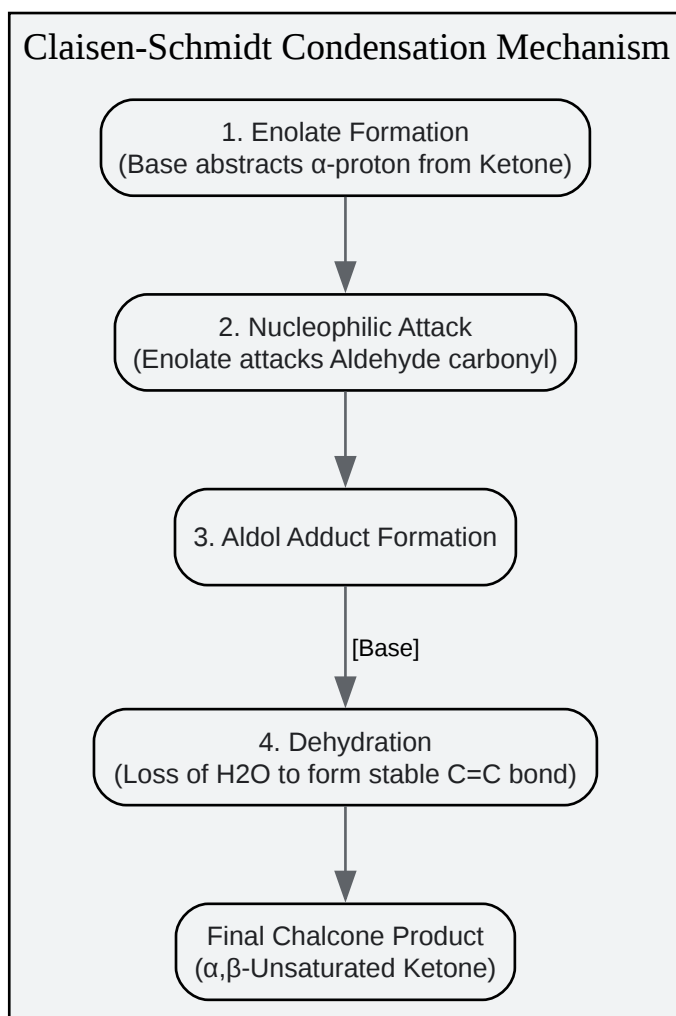 Claisen-Schmidt Condensation Mechanism
1. Enolate Formation
(Base abstracts α-proton from Ketone)
2. Nucleophilic Attack
(Enolate attacks Aldehyde carbonyl)
3. Aldol Adduct Formation
[Base]
4. Dehydration
(Loss of H2O to form stable C=C bond)
Final Chalcone Product
(α,β-Unsaturated Ketone)